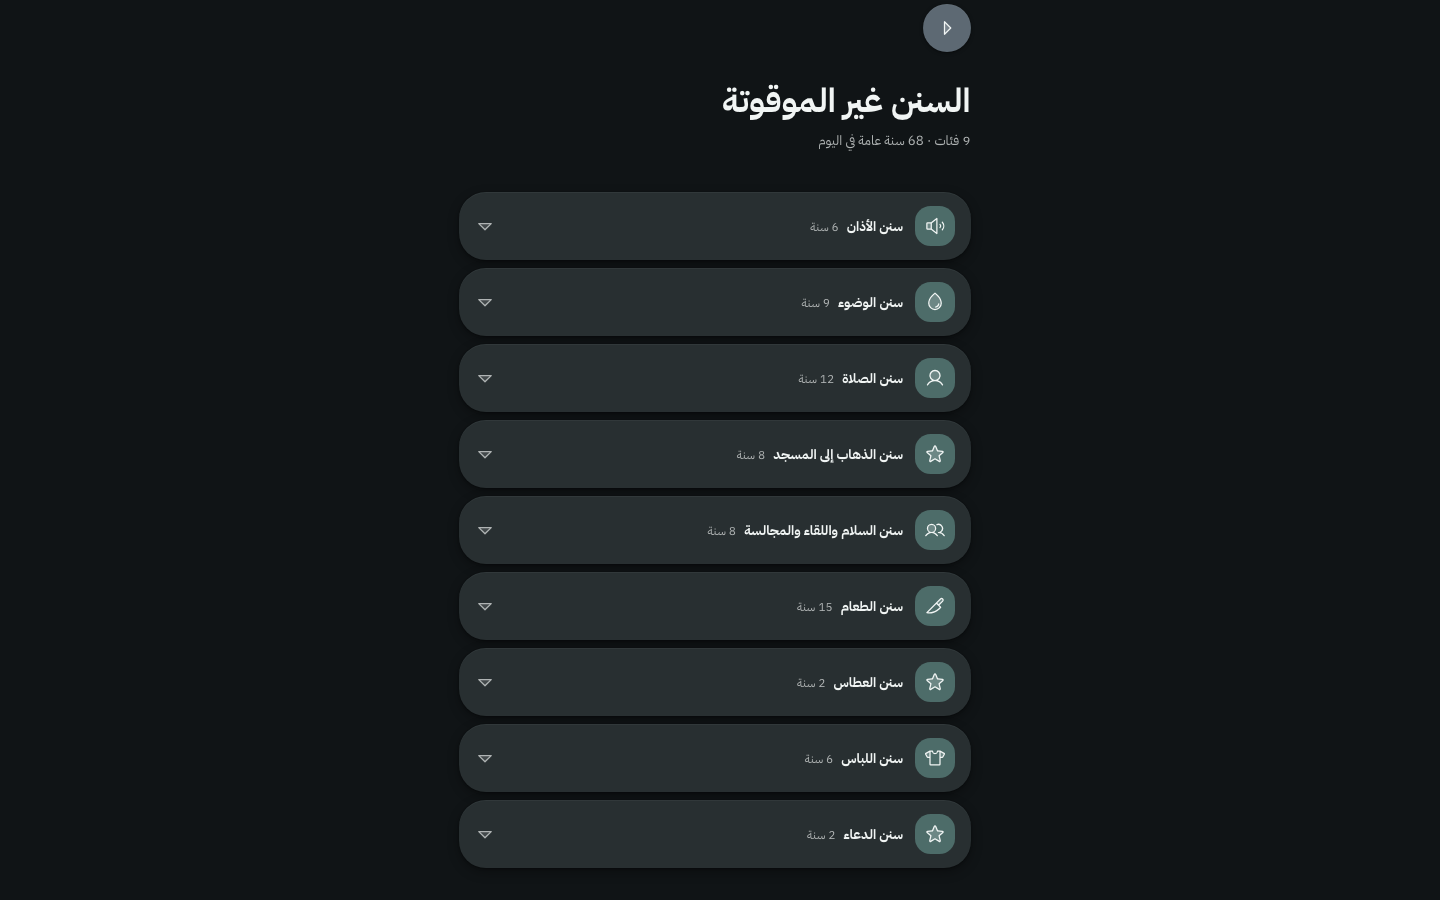 السنن غير الموقوتة
9 فئات · 68 سنة عامة في اليوم
سنن الأذان 6 سنة
سنن الوضوء 9 سنة
سنن الصلاة 12 سنة
سنن الذهاب إلى المسجد 8 سنة
سنن السلام واللقاء والمجالسة 8 سنة
سنن الطعام 15 سنة
سنن العطاس 2 سنة
سنن اللباس 6 سنة
سنن الدعاء 2 سنة